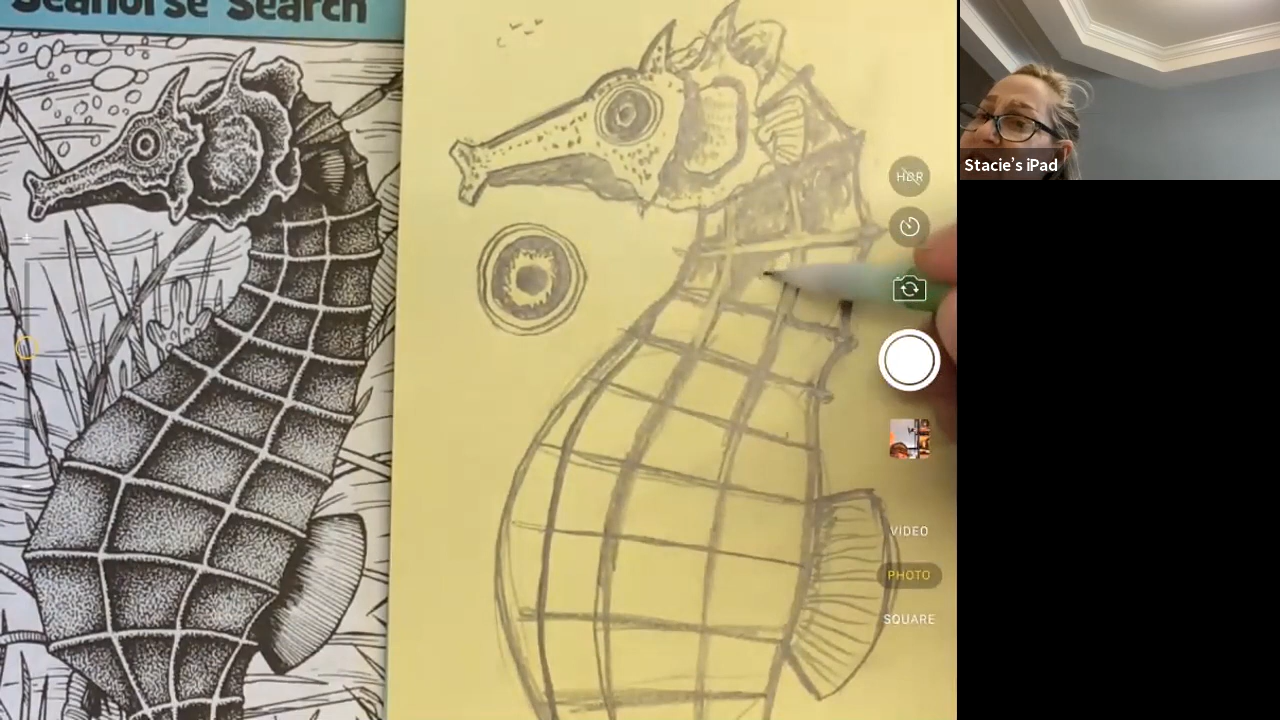 Seahorse Search
HDR
VIDEO
PHOTO
SQUARE
Stacie's iPad